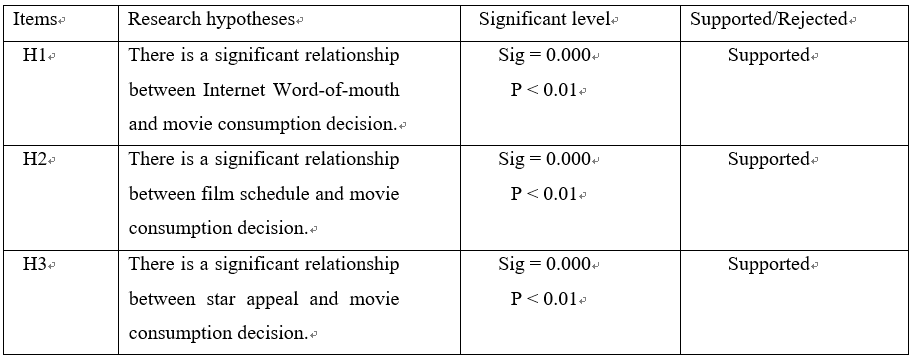 Items Research hypotheses Significant level Supported/Rejected
H1 There is a significant relationship Sig = 0.000 Supported
between Internet Word-of-mouth P < 0.01
and movie consumption decision.
H2 There is a significant relationship Sig = 0.000 Supported
between film schedule and movie P < 0.01
consumption decision.
H3 There is a significant relationship Sig = 0.000 Supported
between star appeal and movie P < 0.01
consumption decision.